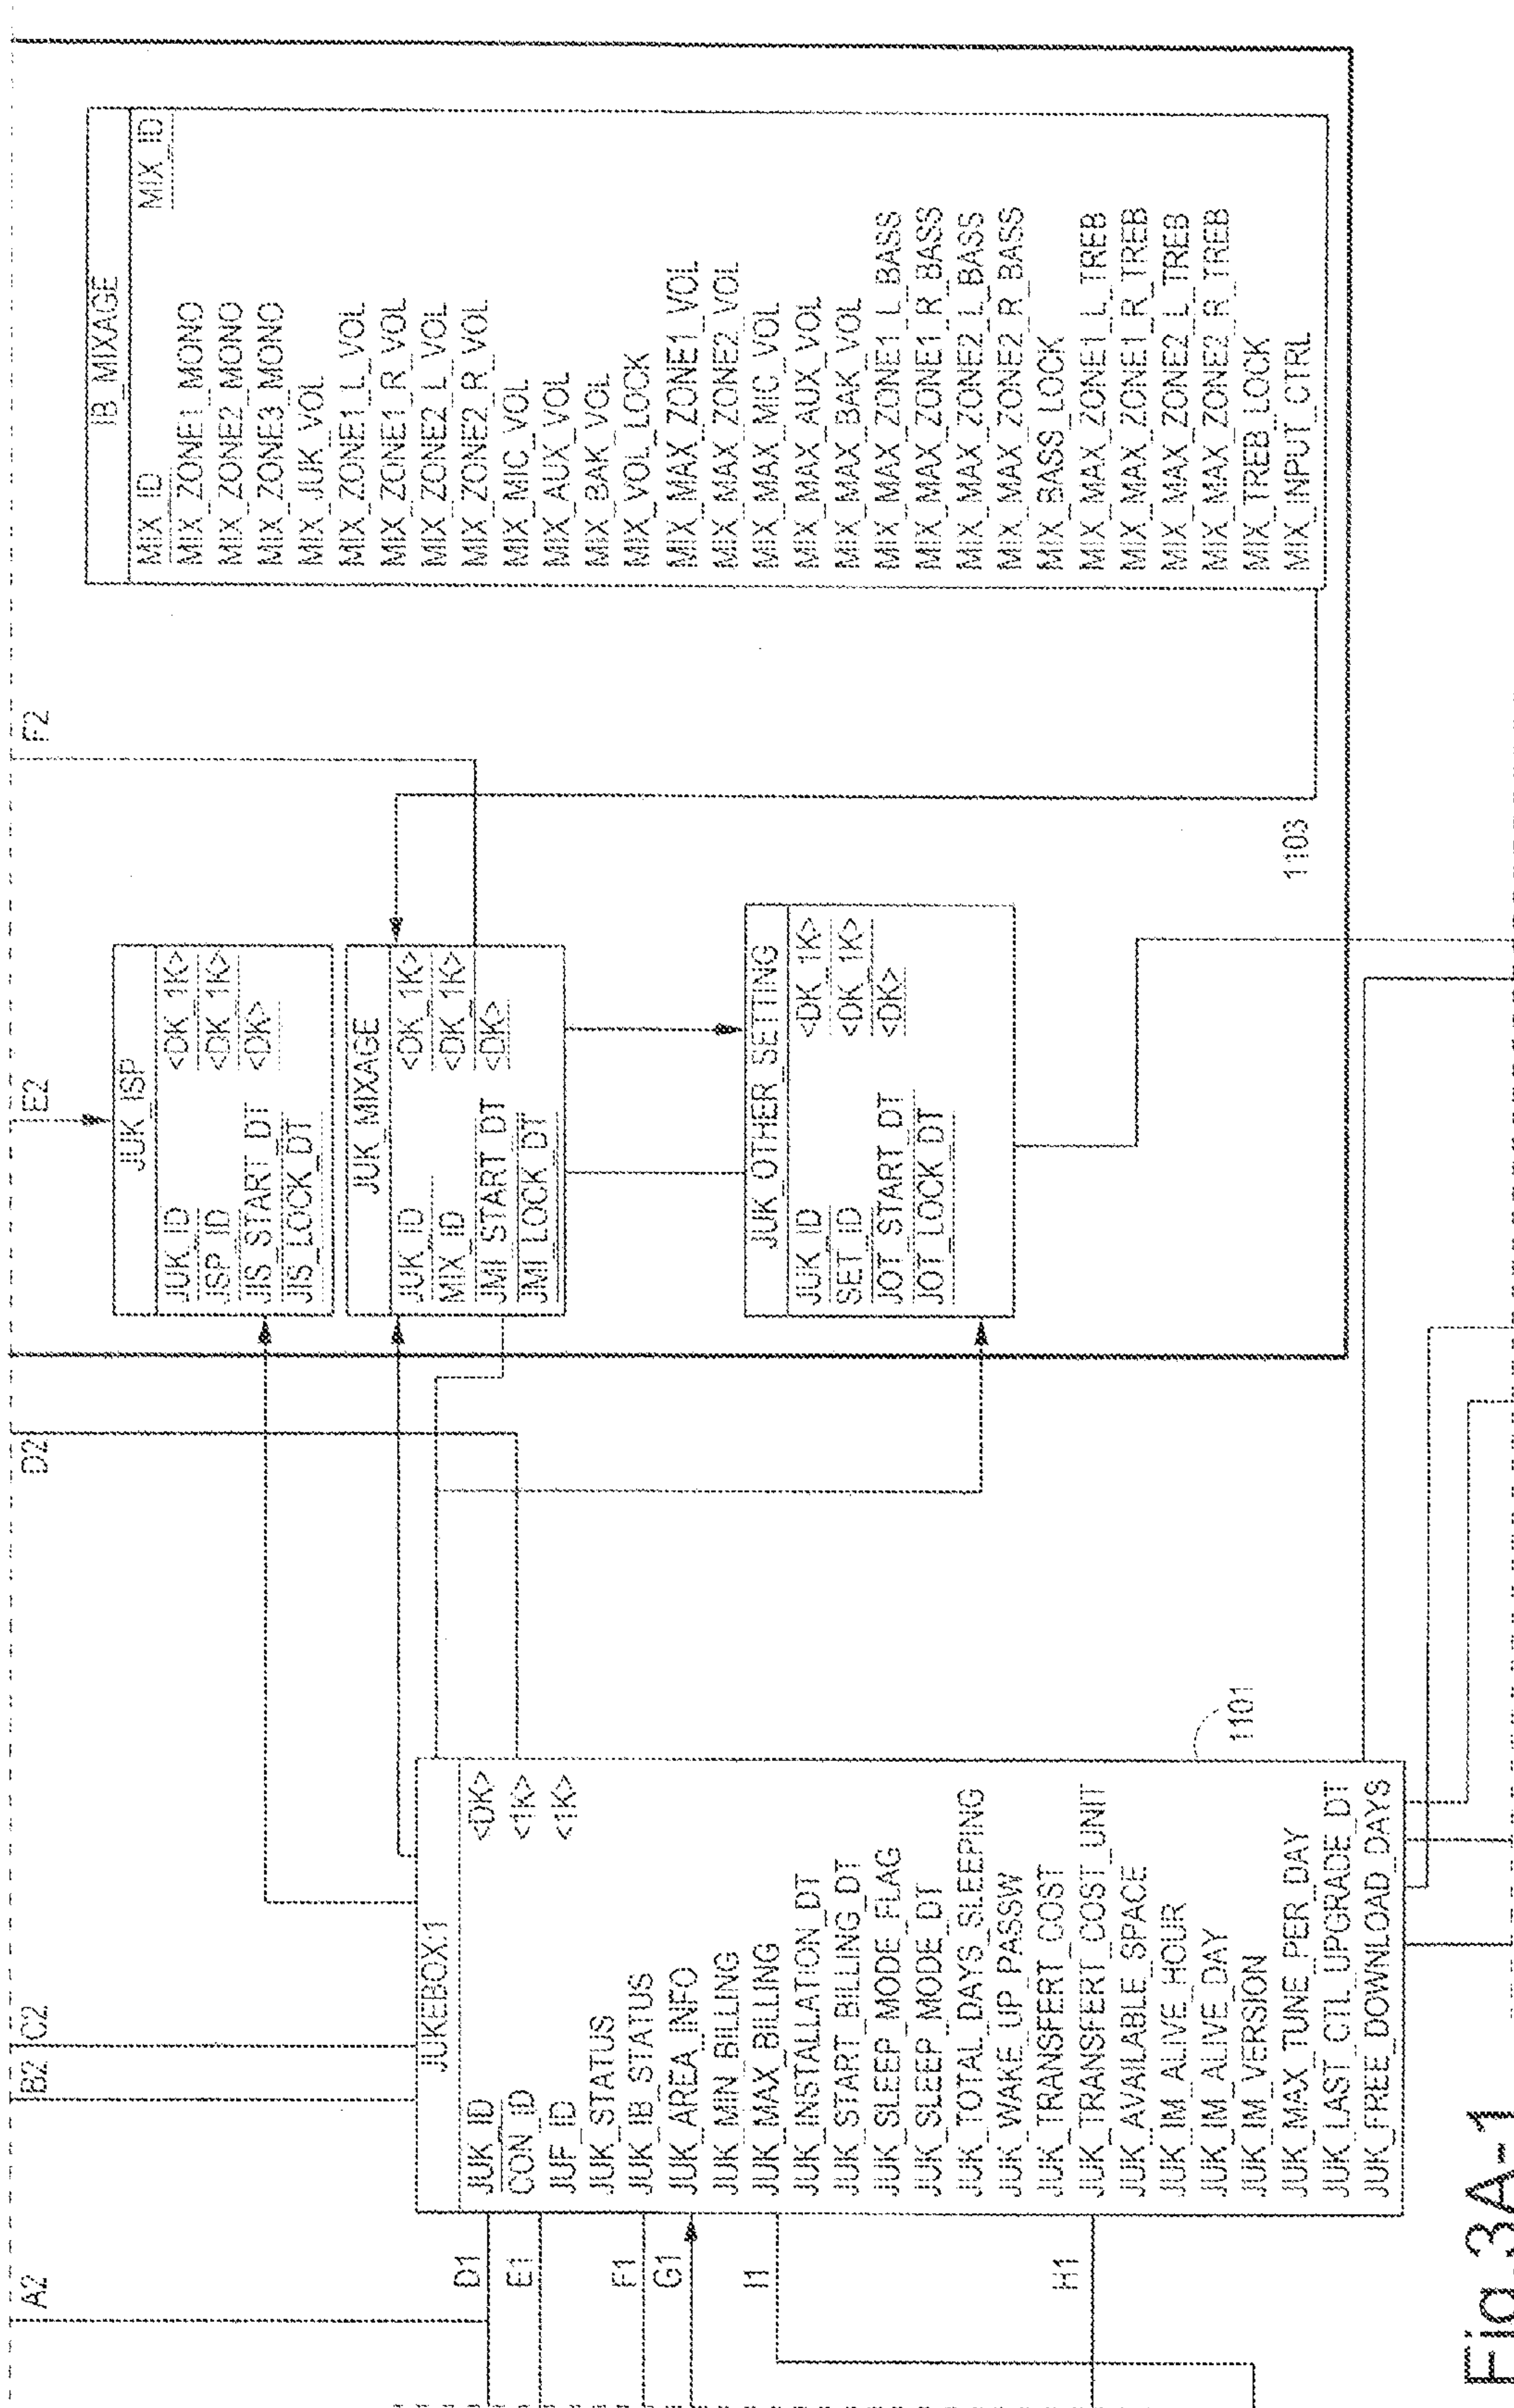 A2
B2
C2
D2
E2
F2
D1
E1
F1
G1
I1
H1
JUKEBOX:1
JUK_ID <DK>
CON_ID <1K>
JUF_ID <1K>
JUK_STATUS
JUK_IB_STATUS
JUK_AREA_INFO
JUK_MIN_BILLING
JUK_MAX_BILLING
JUK_INSTALLATION_DT
JUK_START_BILLING_DT
JUK_SLEEP_MODE_FLAG
JUK_SLEEP_MODE_DT
JUK_TOTAL_DAYS_SLEEPING
JUK_WAKE_UP_PASSW
JUK_TRANSFERT_COST
JUK_TRANSFERT_COST_UNIT
JUK_AVAILABLE_SPACE
JUK_IM_ALIVE_HOUR
JUK_IM_ALIVE_DAY
JUK_IM_VERSION
JUK_MAX_TUNE_PER_DAY
JUK_LAST_CTL_UPGRADE_DT
JUK_FREE_DOWNLOAD_DAYS
1101
JUK_ISP
JUK_ID <DK_1K>
ISP_ID <DK_1K>
JIS_START_DT <DK>
JIS_LOCK_DT
JUK_MIXAGE
JUK_ID <DK_1K>
MIX_ID <DK_1K>
JMI_START_DT <DK>
JMI_LOCK_DT
JUK_OTHER_SETTING
JUK_ID <DK_1K>
SET_ID <DK_1K>
JOT_START_DT <DK>
JOT_LOCK_DT
1103
IB_MIXAGE
MIX_ID MIX_ID
MIX_ZONE1_MONO
MIX_ZONE2_MONO
MIX_ZONE3_MONO
MIX_JUK_VOL
MIX_ZONE1_L_VOL
MIX_ZONE1_R_VOL
MIX_ZONE2_L_VOL
MIX_ZONE2_R_VOL
MIX_MIC_VOL
MIX_AUX_VOL
MIX_BAK_VOL
MIX_VOL_LOCK
MIX_MAX_ZONE1_VOL
MIX_MAX_ZONE2_VOL
MIX_MAX_MIC_VOL
MIX_MAX_AUX_VOL
MIX_MAX_BAK_VOL
MIX_MAX_ZONE1_L_BASS
MIX_MAX_ZONE1_R_BASS
MIX_MAX_ZONE2_L_BASS
MIX_MAX_ZONE2_R_BASS
MIX_BASS_LOCK
MIX_MAX_ZONE1_L_TREB
MIX_MAX_ZONE1_R_TREB
MIX_MAX_ZONE2_L_TREB
MIX_MAX_ZONE2_R_TREB
MIX_TREB_LOCK
MIX_INPUT_CTRL
Fig.3A-1